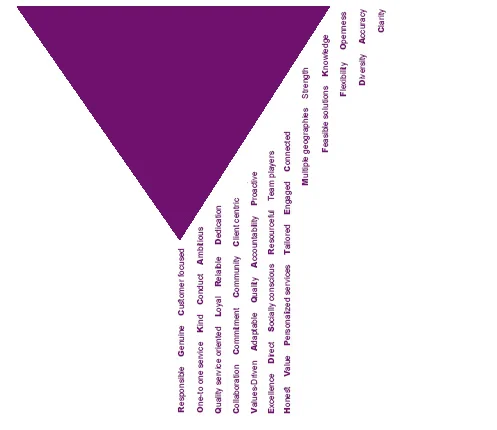 Responsible Genuine Customer focused
One-to one service Kind Conduct Ambitious
Quality service oriented Loyal Relaible Dedication
Collaboration Commitment Community Client centric
Values-Driven Adaptable Quality Accountability Proactive
Excellence Direct Socially conscious Resourceful Team players
Honest Value Personalized services Tailored Engaged Connected
Multiple geographies Strength
Feasible solutions Knowledge
Flexibility Openness
Diversity Accuracy
Clarity